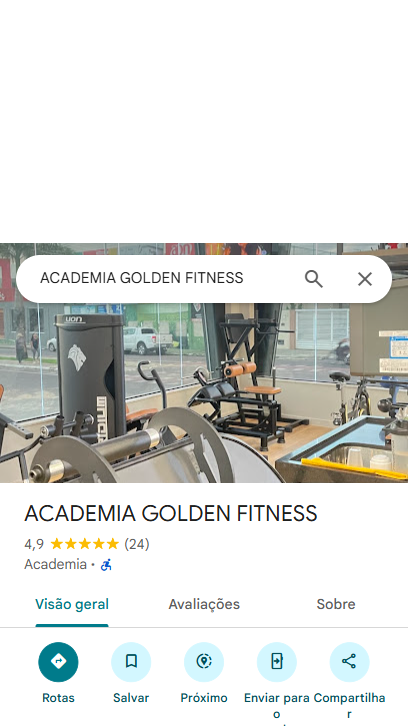 ACADEMIA GOLDEN FITNESS
uon
ACADEMIA GOLDEN FITNESS
4,9 (24)
Academia ·
Visão geral Avaliações Sobre
Rotas Salvar Próximo Enviar para o Compartilhar